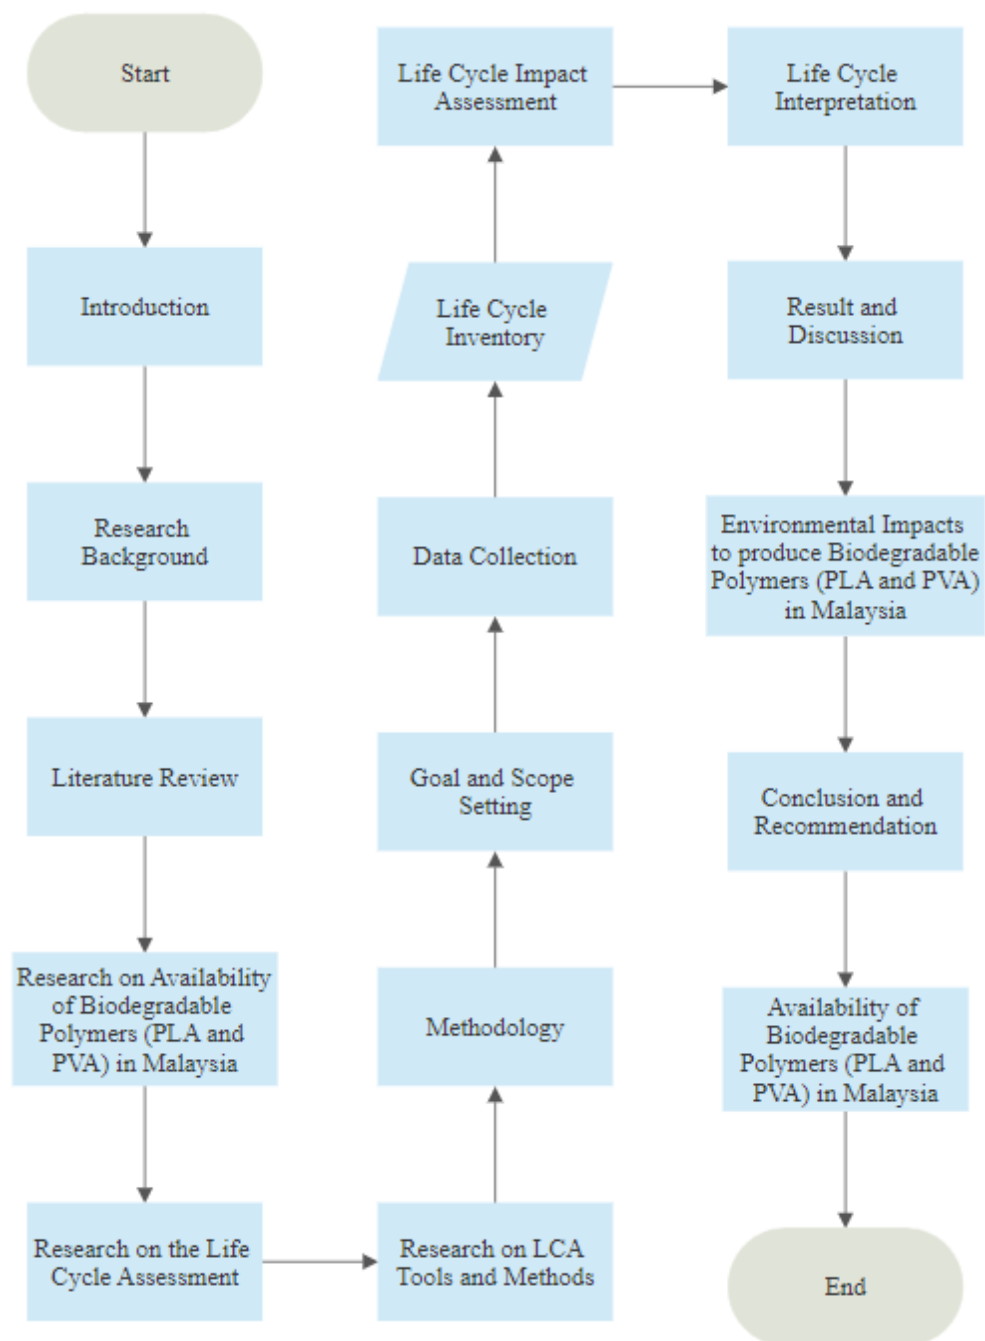 Start
Introduction
Research
Background
Literature Review
Research on Availability
of Biodegradable
Polymers (PLA and
PVA) in Malaysia
Research on the Life
Cycle Assessment
Research on LCA
Tools and Methods
Methodology
Goal and Scope
Setting
Data Collection
Life Cycle
Inventory
Life Cycle Impact
Assessment
Life Cycle
Interpretation
Result and
Discussion
Environmental Impacts
to produce Biodegradable
Polymers (PLA and PVA)
in Malaysia
Conclusion and
Recommendation
Availability of
Biodegradable
Polymers (PLA and
PVA) in Malaysia
End